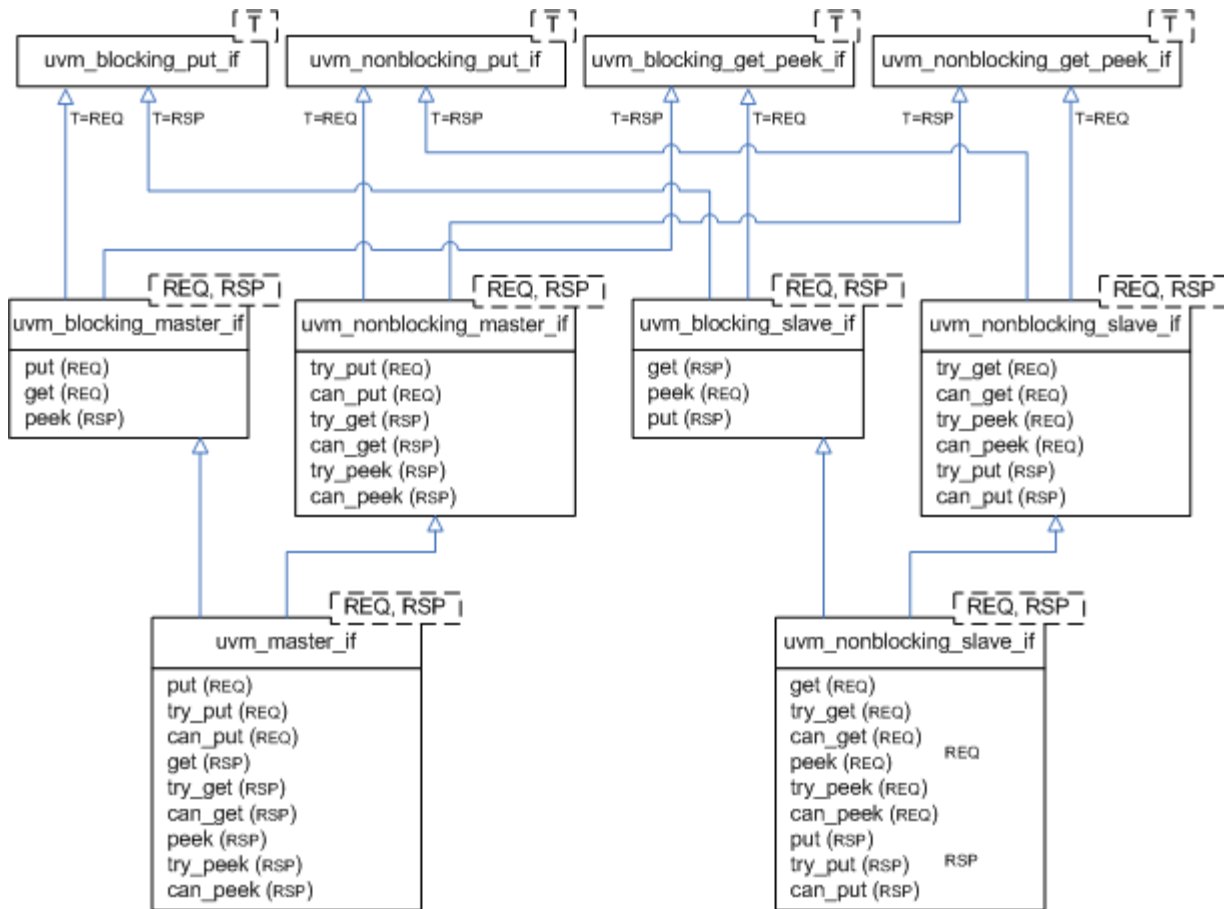 T
T
T
T
uvm_blocking_put_if
uvm_nonblocking_put_if
uvm_blocking_get_peek_if
uvm_nonblocking_get_peek_if
T=REQ
T=RSP
T=REQ
T=RSP
T=RSP
T=REQ
T=RSP
T=REQ
REQ, RSP
uvm_blocking_master_if
put (REQ)
get (REQ)
peek (RSP)
REQ, RSP
uvm_nonblocking_master_if
try_put (REQ)
can_put (REQ)
try_get (RSP)
can_get (RSP)
try_peek (RSP)
can_peek (RSP)
REQ, RSP
uvm_blocking_slave_if
get (RSP)
peek (REQ)
put (RSP)
REQ, RSP
uvm_nonblocking_slave_if
try_get (REQ)
can_get (REQ)
try_peek (REQ)
can_peek (REQ)
try_put (RSP)
can_put (RSP)
REQ, RSP
uvm_master_if
put (REQ)
try_put (REQ)
can_put (REQ)
get (RSP)
try_get (RSP)
can_get (RSP)
peek (RSP)
try_peek (RSP)
can_peek (RSP)
REQ, RSP
uvm_nonblocking_slave_if
get (REQ)
try_get (REQ)
can_get (REQ)
REQ
peek (REQ)
try_peek (REQ)
can_peek (REQ)
put (RSP)
try_put (RSP)
RSP
can_put (RSP)